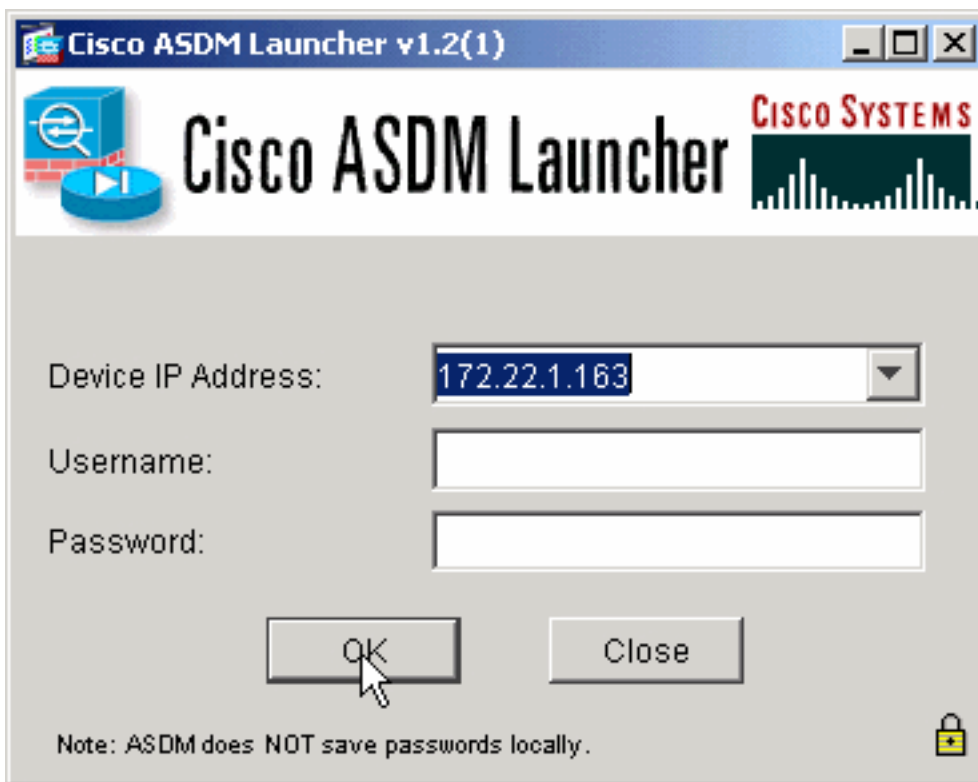 Cisco ASDM Launcher v1.2(1)
Cisco ASDM Launcher
CISCO SYSTEMS
Device IP Address:
172.22.1.163
Username:
Password:
OK
Close
Note: ASDM does NOT save passwords locally.